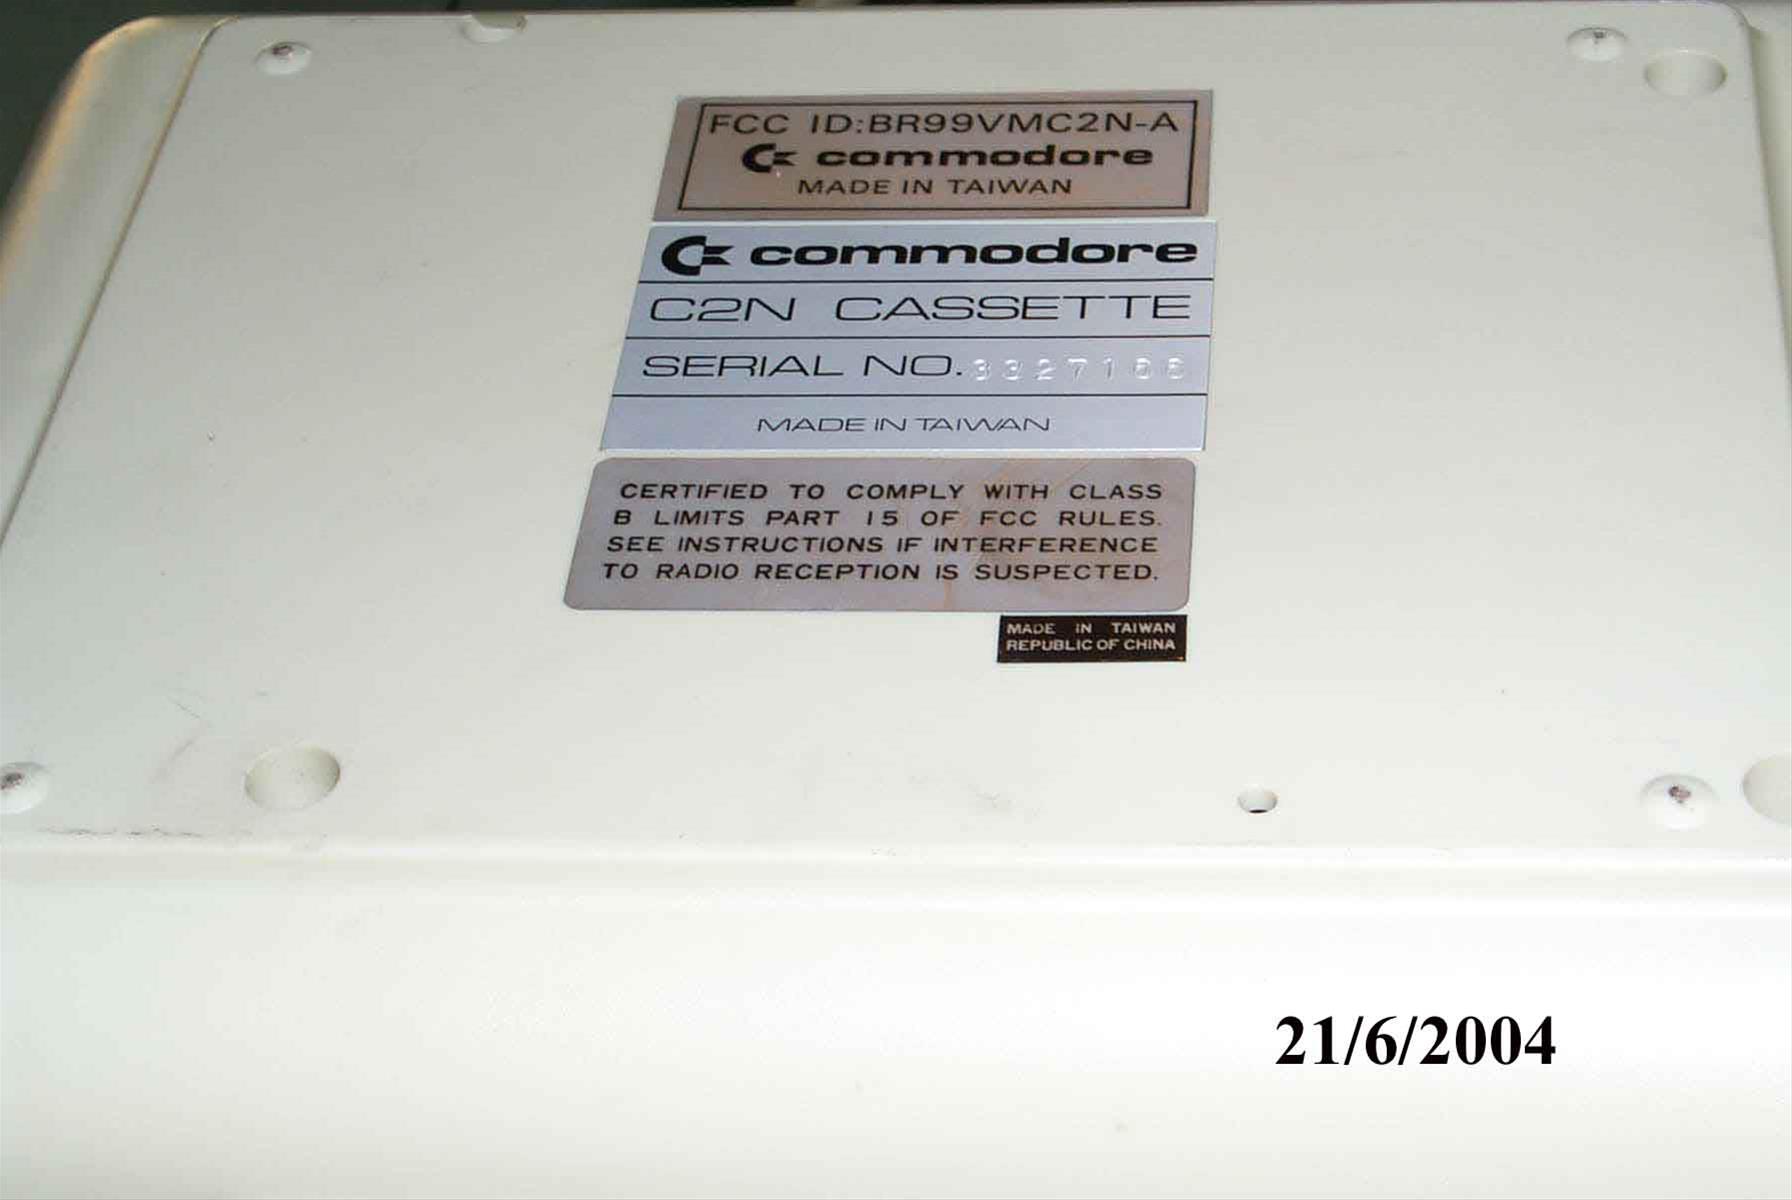 FCC ID:BR99VMC2N-A
commodore
MADE IN TAIWAN
commodore
C2N CASSETTE
SERIAL NO. 3327166
MADE IN TAIWAN
CERTIFIED TO COMPLY WITH CLASS
B LIMITS PART 15 OF FCC RULES.
SEE INSTRUCTIONS IF INTERFERENCE
TO RADIO RECEPTION IS SUSPECTED.
MADE IN TAIWAN
REPUBLIC OF CHINA
21/6/2004